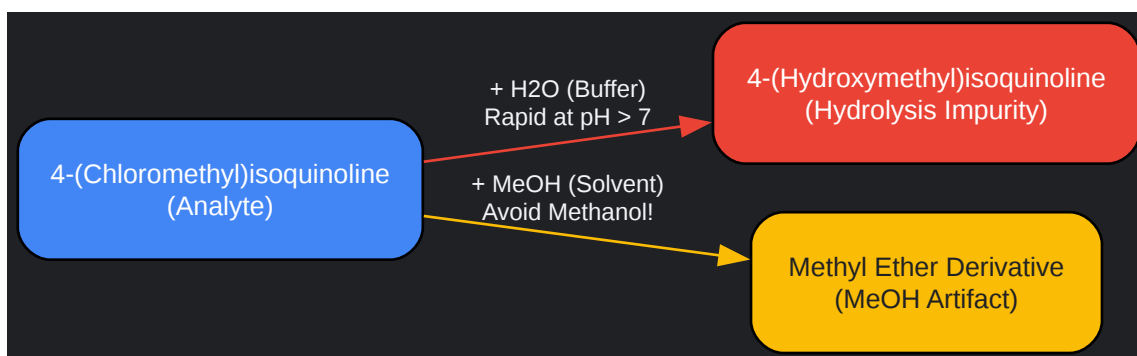 4-(Chloromethyl)isoquinoline
(Analyte)
+ H2O (Buffer)
Rapid at pH > 7
+ MeOH (Solvent)
Avoid Methanol!
4-(Hydroxymethyl)isoquinoline
(Hydrolysis Impurity)
Methyl Ether Derivative
(MeOH Artifact)